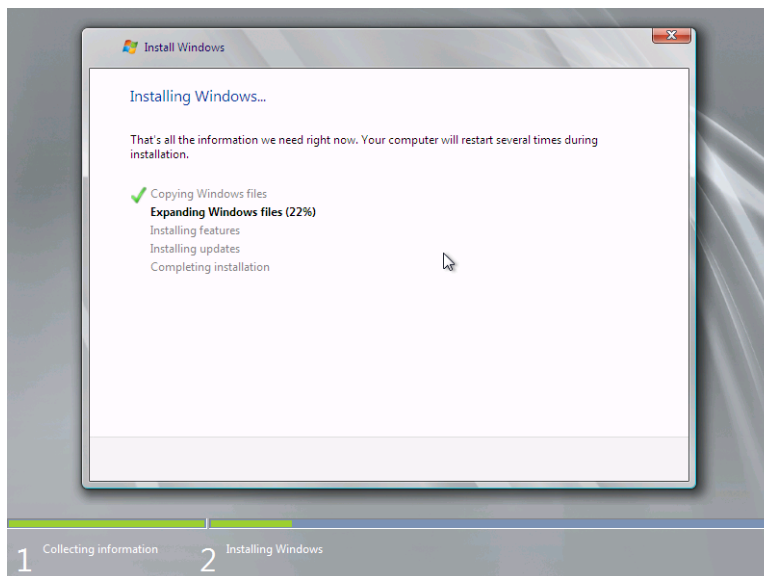 Install Windows
Installing Windows...
That's all the information we need right now. Your computer will restart several times during
installation.
Copying Windows files
Expanding Windows files (22%)
Installing features
Installing updates
Completing installation
1 Collecting information 2 Installing Windows